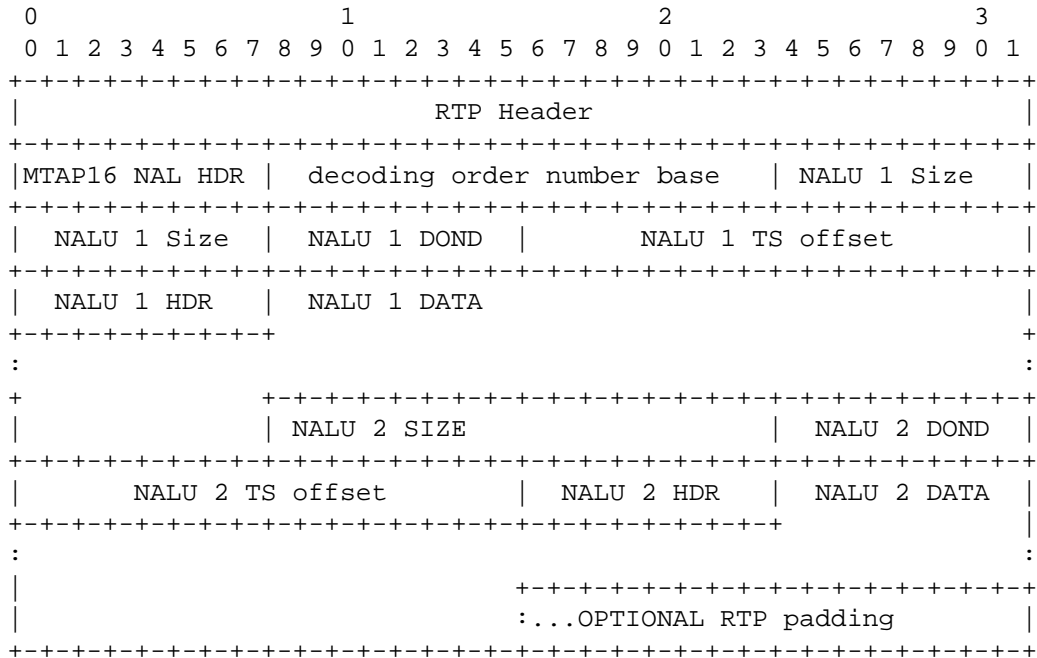 0                   1                   2                   3
 0 1 2 3 4 5 6 7 8 9 0 1 2 3 4 5 6 7 8 9 0 1 2 3 4 5 6 7 8 9 0 1
+-+-+-+-+-+-+-+-+-+-+-+-+-+-+-+-+-+-+-+-+-+-+-+-+-+-+-+-+-+-+-+-+
|                          RTP Header                           |
+-+-+-+-+-+-+-+-+-+-+-+-+-+-+-+-+-+-+-+-+-+-+-+-+-+-+-+-+-+-+-+-+
|MTAP16 NAL HDR |  decoding order number base   |  NALU 1 Size  |
+-+-+-+-+-+-+-+-+-+-+-+-+-+-+-+-+-+-+-+-+-+-+-+-+-+-+-+-+-+-+-+-+
|  NALU 1 Size  |  NALU 1 DOND  |       NALU 1 TS offset        |
+-+-+-+-+-+-+-+-+-+-+-+-+-+-+-+-+-+-+-+-+-+-+-+-+-+-+-+-+-+-+-+-+
|  NALU 1 HDR   |  NALU 1 DATA                                  |
+-+-+-+-+-+-+-+-+                                               +
:                                                               :
+               +-+-+-+-+-+-+-+-+-+-+-+-+-+-+-+-+-+-+-+-+-+-+-+-+
|               | NALU 2 SIZE                   |  NALU 2 DOND  |
+-+-+-+-+-+-+-+-+-+-+-+-+-+-+-+-+-+-+-+-+-+-+-+-+-+-+-+-+-+-+-+-+
|       NALU 2 TS offset        |  NALU 2 HDR   |  NALU 2 DATA  |
+-+-+-+-+-+-+-+-+-+-+-+-+-+-+-+-+-+-+-+-+-+-+-+-+               |
:                                                               :
|                               +-+-+-+-+-+-+-+-+-+-+-+-+-+-+-+-+
|                               :...OPTIONAL RTP padding        |
+-+-+-+-+-+-+-+-+-+-+-+-+-+-+-+-+-+-+-+-+-+-+-+-+-+-+-+-+-+-+-+-+